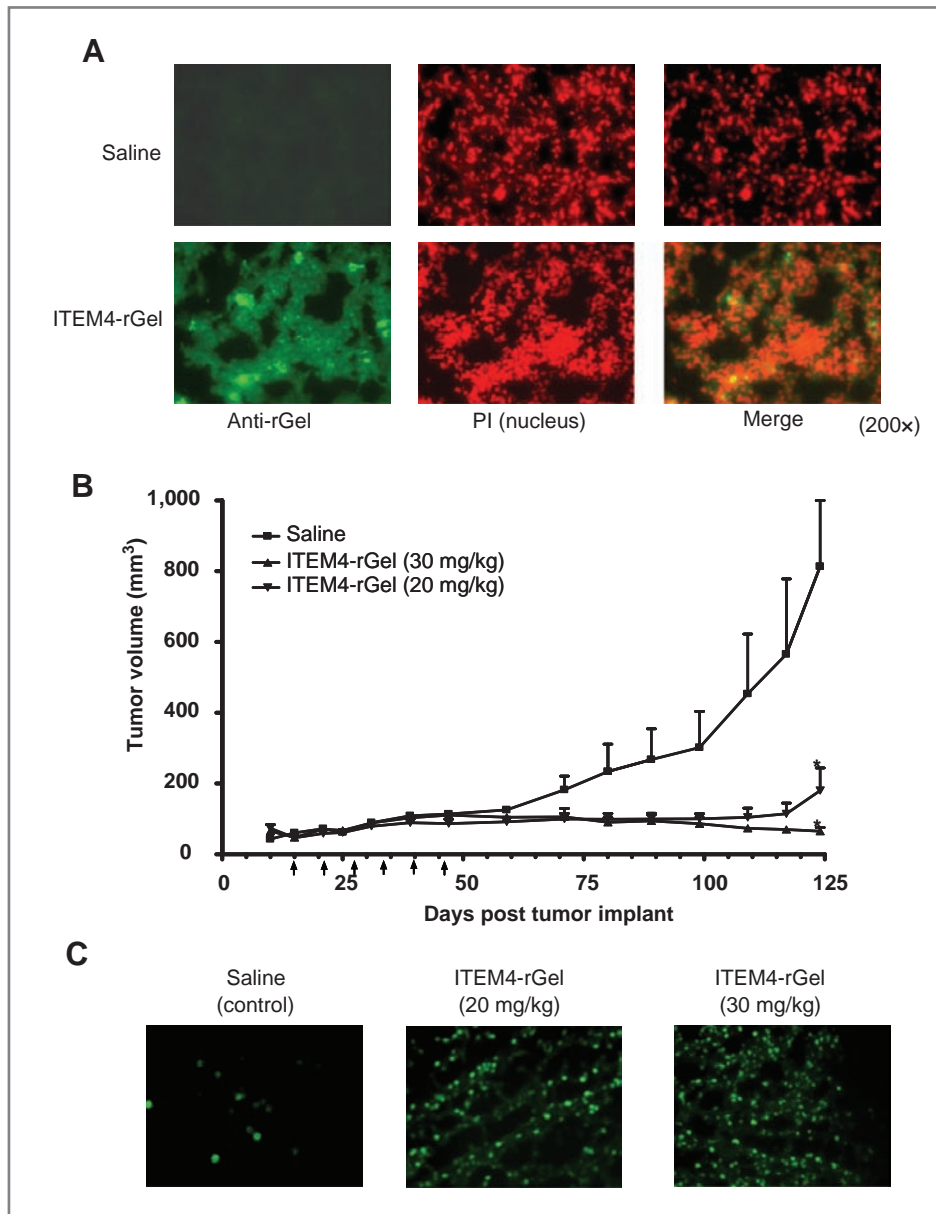 A
Saline
ITEM4-rGel
Anti-rGel PI (nucleus) Merge (200×)
B
1,000
800
600
400
200
0
Tumor volume (mm³)
Saline
ITEM4-rGel (30 mg/kg)
ITEM4-rGel (20 mg/kg)
*
*
0 25 50 75 100 125
Days post tumor implant
C
Saline
(control)
ITEM4-rGel
(20 mg/kg)
ITEM4-rGel
(30 mg/kg)